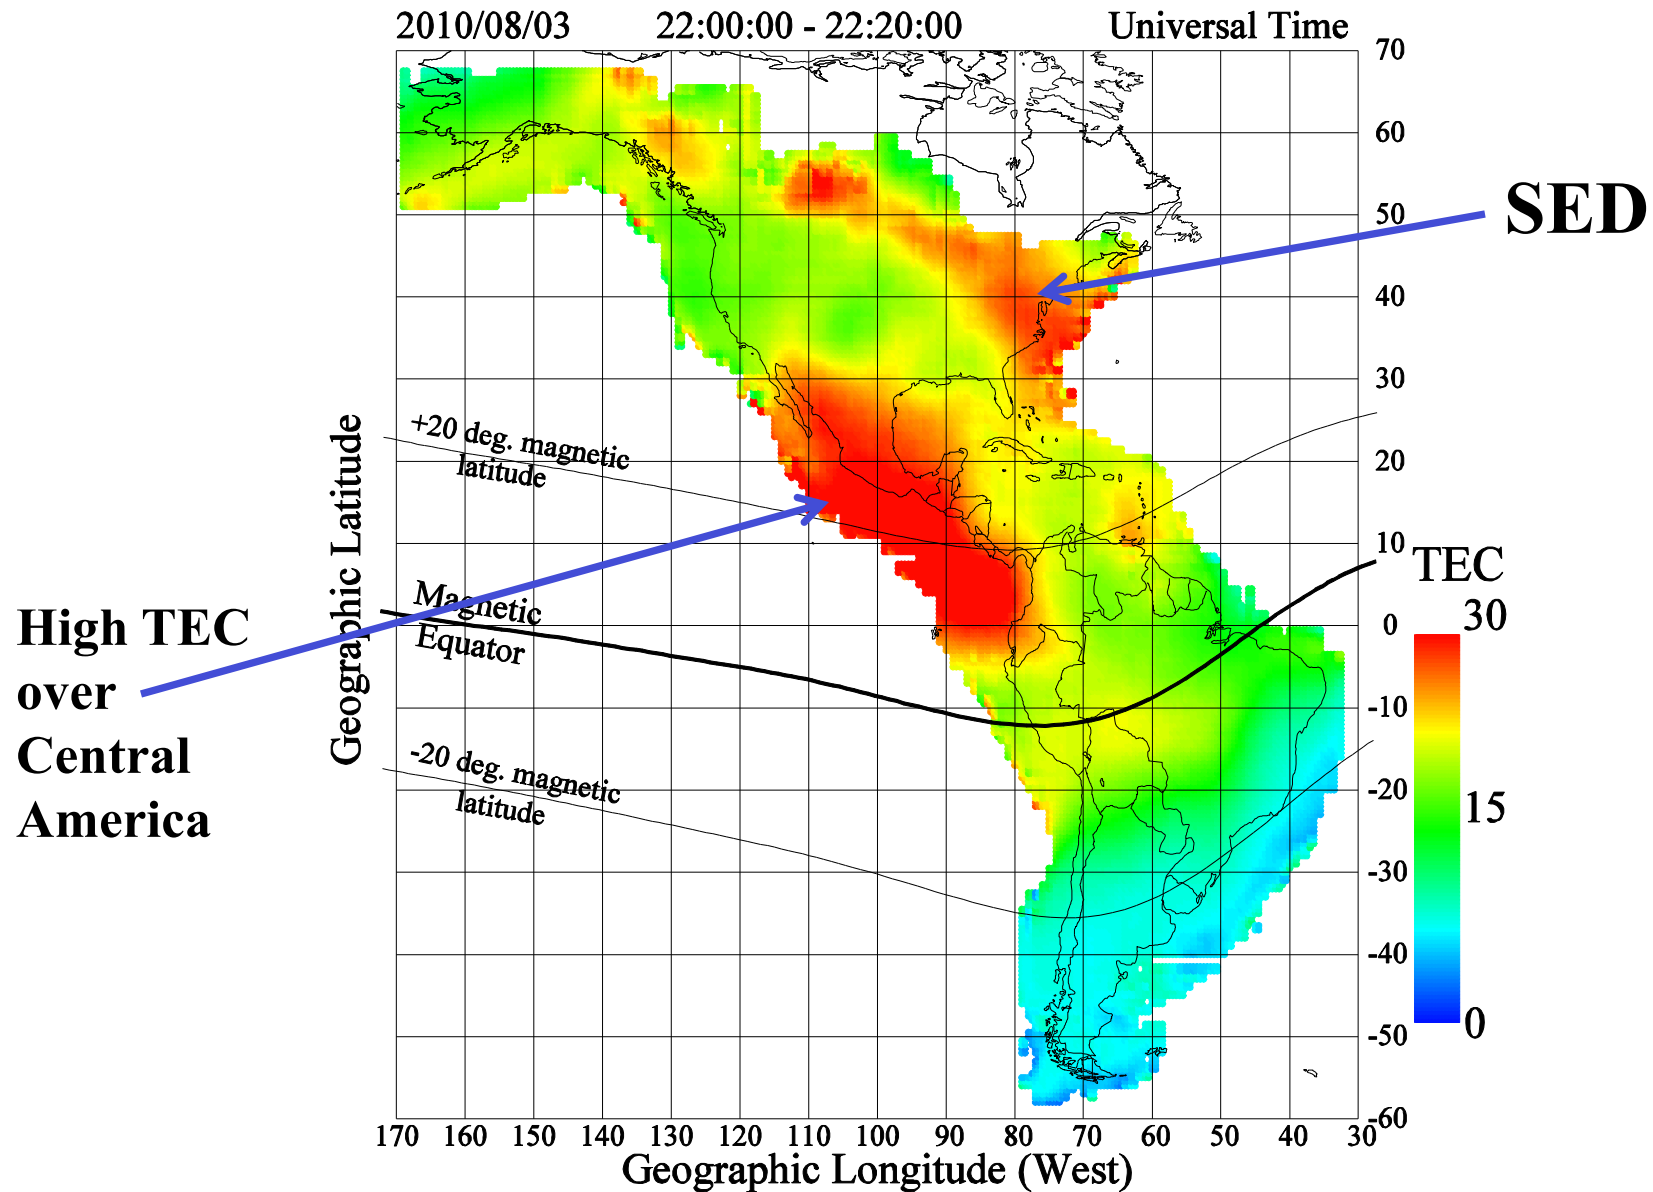 2010/08/03 22:00:00 - 22:20:00 Universal Time
70
60
50
40
30
20
10
0
-10
-20
-30
-40
-50
-60
SED
+20 deg. magnetic
latitude
Geographic Latitude
Magnetic
Equator
-20 deg. magnetic
latitude
High TEC
over
Central
America
TEC
30
15
0
170 160 150 140 130 120 110 100 90 80 70 60 50 40 30
Geographic Longitude (West)